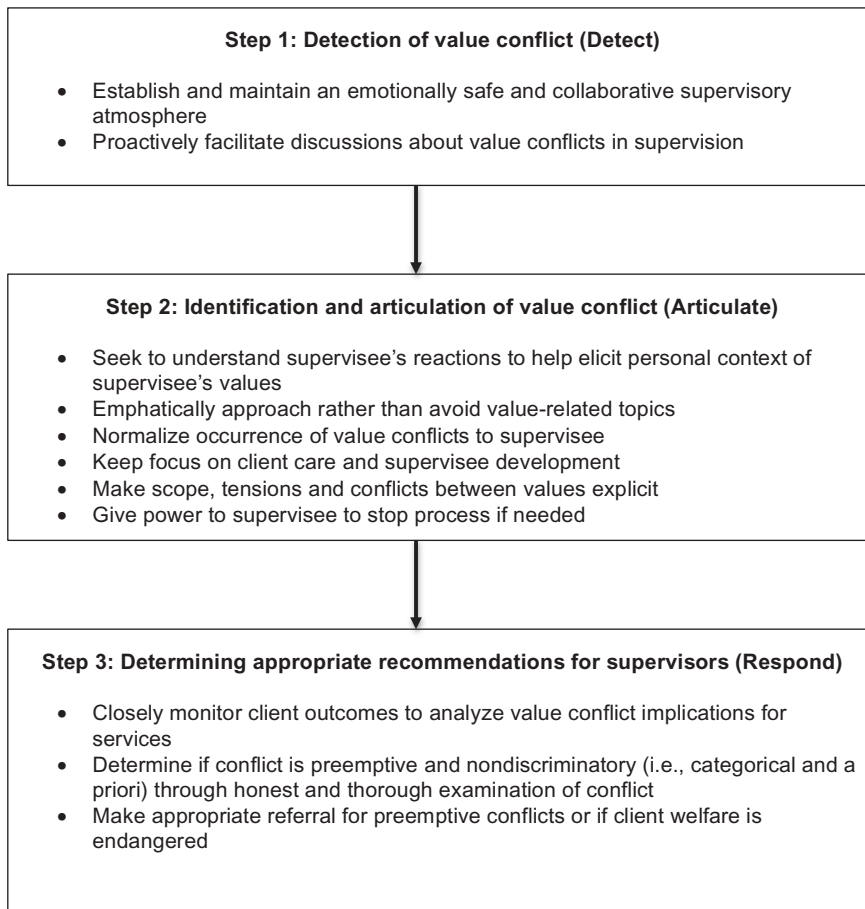 Step 1: Detection of value conflict (Detect)
• Establish and maintain an emotionally safe and collaborative supervisory
atmosphere
• Proactively facilitate discussions about value conflicts in supervision
Step 2: Identification and articulation of value conflict (Articulate)
• Seek to understand supervisee's reactions to help elicit personal context of
supervisee's values
• Emphatically approach rather than avoid value-related topics
• Normalize occurrence of value conflicts to supervisee
• Keep focus on client care and supervisee development
• Make scope, tensions and conflicts between values explicit
• Give power to supervisee to stop process if needed
Step 3: Determining appropriate recommendations for supervisors (Respond)
• Closely monitor client outcomes to analyze value conflict implications for
services
• Determine if conflict is preemptive and nondiscriminatory (i.e., categorical and a
priori) through honest and thorough examination of conflict
• Make appropriate referral for preemptive conflicts or if client welfare is
endangered